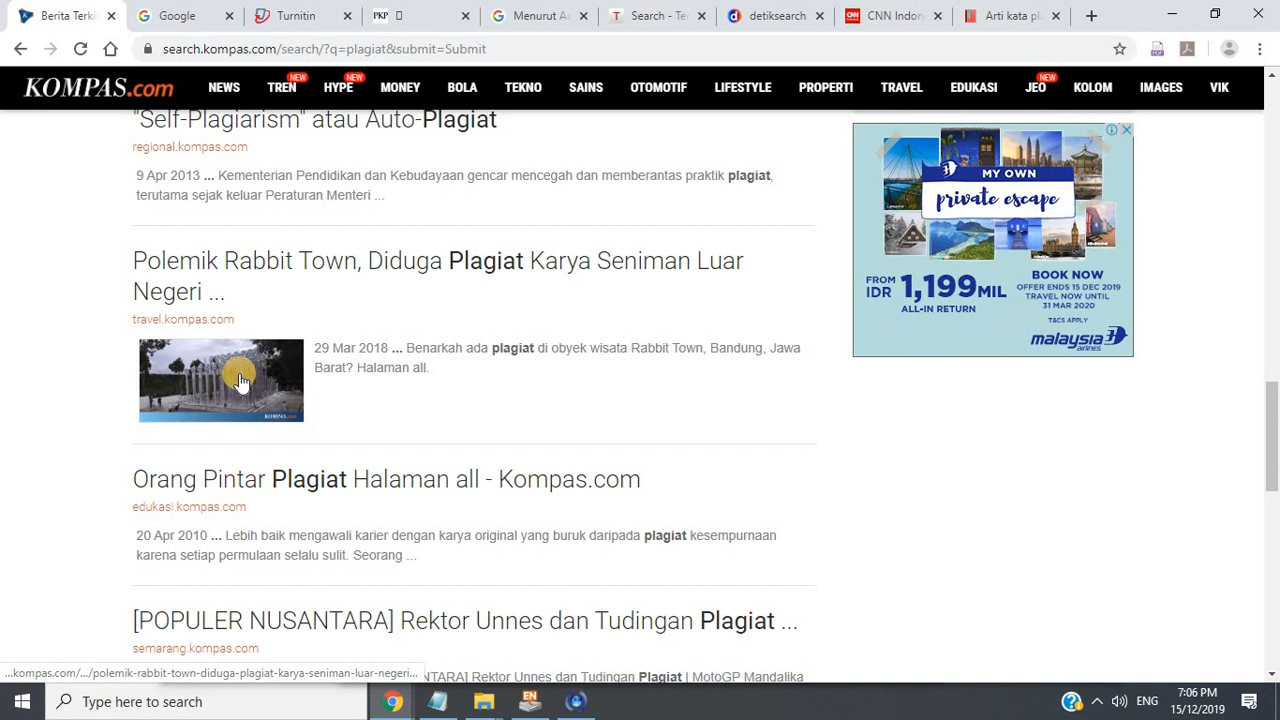 Berita Terki
Google
Turnitin
PKP
Menurut A
Search - Te
detiksearch
CNN Indon
Arti kata pl
search.kompas.com/search/?q=plagiat&submit=Submit
KOMPAS.com
NEWS TREN NEW HYPE NEW MONEY BOLA TEKNO SAINS OTOMOTIF LIFESTYLE PROPERTI TRAVEL EDUKASI JEO NEW KOLOM IMAGES VIK
"Self-Plagiarism" atau Auto-Plagiat
regional.kompas.com
9 Apr 2013 ... Kementerian Pendidikan dan Kebudayaan gencar mencegah dan memberantas praktik plagiat,
terutama sejak keluar Peraturan Menteri ...
Polemik Rabbit Town, Diduga Plagiat Karya Seniman Luar
Negeri ...
travel.kompas.com
29 Mar ... Benarkah ada plagiat di obyek wisata Rabbit Town, Bandung, Jawa
Barat? Halaman all.
KOMPAS.com
Orang Pintar Plagiat Halaman all - Kompas.com
edukasi.kompas.com
20 Apr 2010 ... Lebih baik mengawali karier dengan karya original yang buruk daripada plagiat kesempurnaan
karena setiap permulaan selalu sulit. Seorang ...
[POPULER NUSANTARA] Rektor Unnes dan Tudingan Plagiat ...
semarang.kompas.com
ANTARA] Rektor Unnes dan Tudingan Plagiat | MotoGP Mandalika
...kompas.com/.../polemik-rabbit-town-diduga-plagiat-karya-seniman-luar-negeri...
MY OWN
private escape
FROM
IDR 1,199MIL
ALL-IN RETURN
BOOK NOW
OFFER ENDS 15 DEC 2019
TRAVEL NOW UNTIL
31 MAR 2020
T&CS APPLY
malaysia
airlines
Type here to search
EN
ENG
7:06 PM
15/12/2019